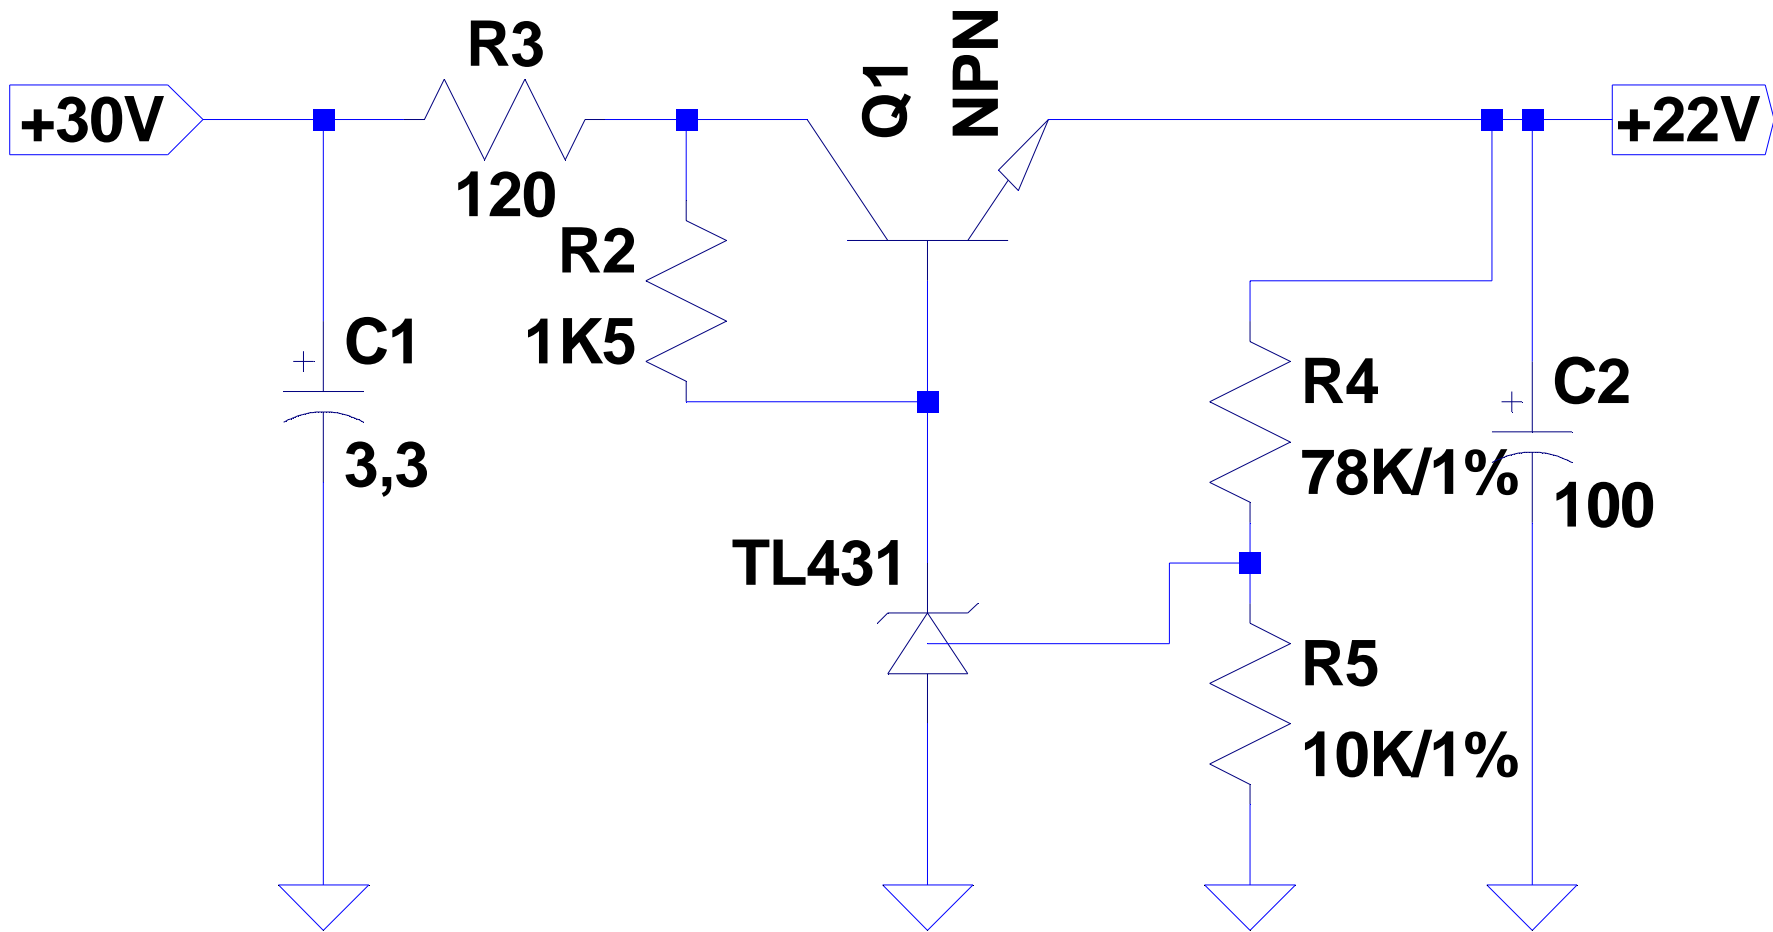 +30V
R3
120
Q1
NPN
+22V
R2
1K5
C1
+
3,3
R4
78K/1%
+
C2
100
TL431
R5
10K/1%